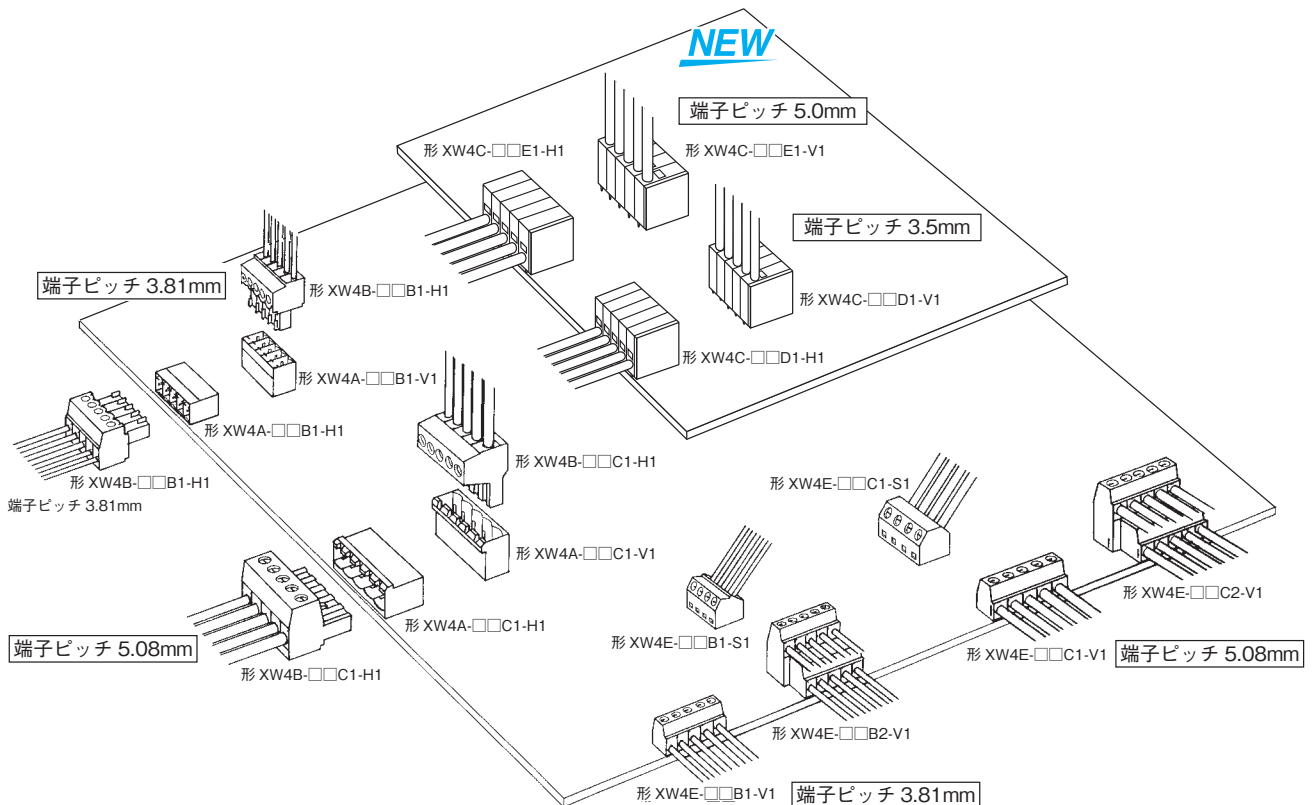 NEW
端子ピッチ 5.0mm
形 XW4C-□□E1-H1
形 XW4C-□□E1-V1
端子ピッチ 3.5mm
端子ピッチ 3.81mm
形 XW4B-□□B1-H1
形 XW4C-□□D1-V1
形 XW4C-□□D1-H1
形 XW4A-□□B1-V1
形 XW4A-□□B1-H1
形 XW4B-□□C1-H1
形 XW4B-□□B1-H1
端子ピッチ 3.81mm
形 XW4E-□□C1-S1
形 XW4A-□□C1-V1
形 XW4E-□□C2-V1
形 XW4A-□□C1-H1
形 XW4E-□□B1-S1
形 XW4E-□□C1-V1
端子ピッチ 5.08mm
端子ピッチ 5.08mm
形 XW4B-□□C1-H1
形 XW4E-□□B2-V1
形 XW4E-□□B1-V1
端子ピッチ 3.81mm